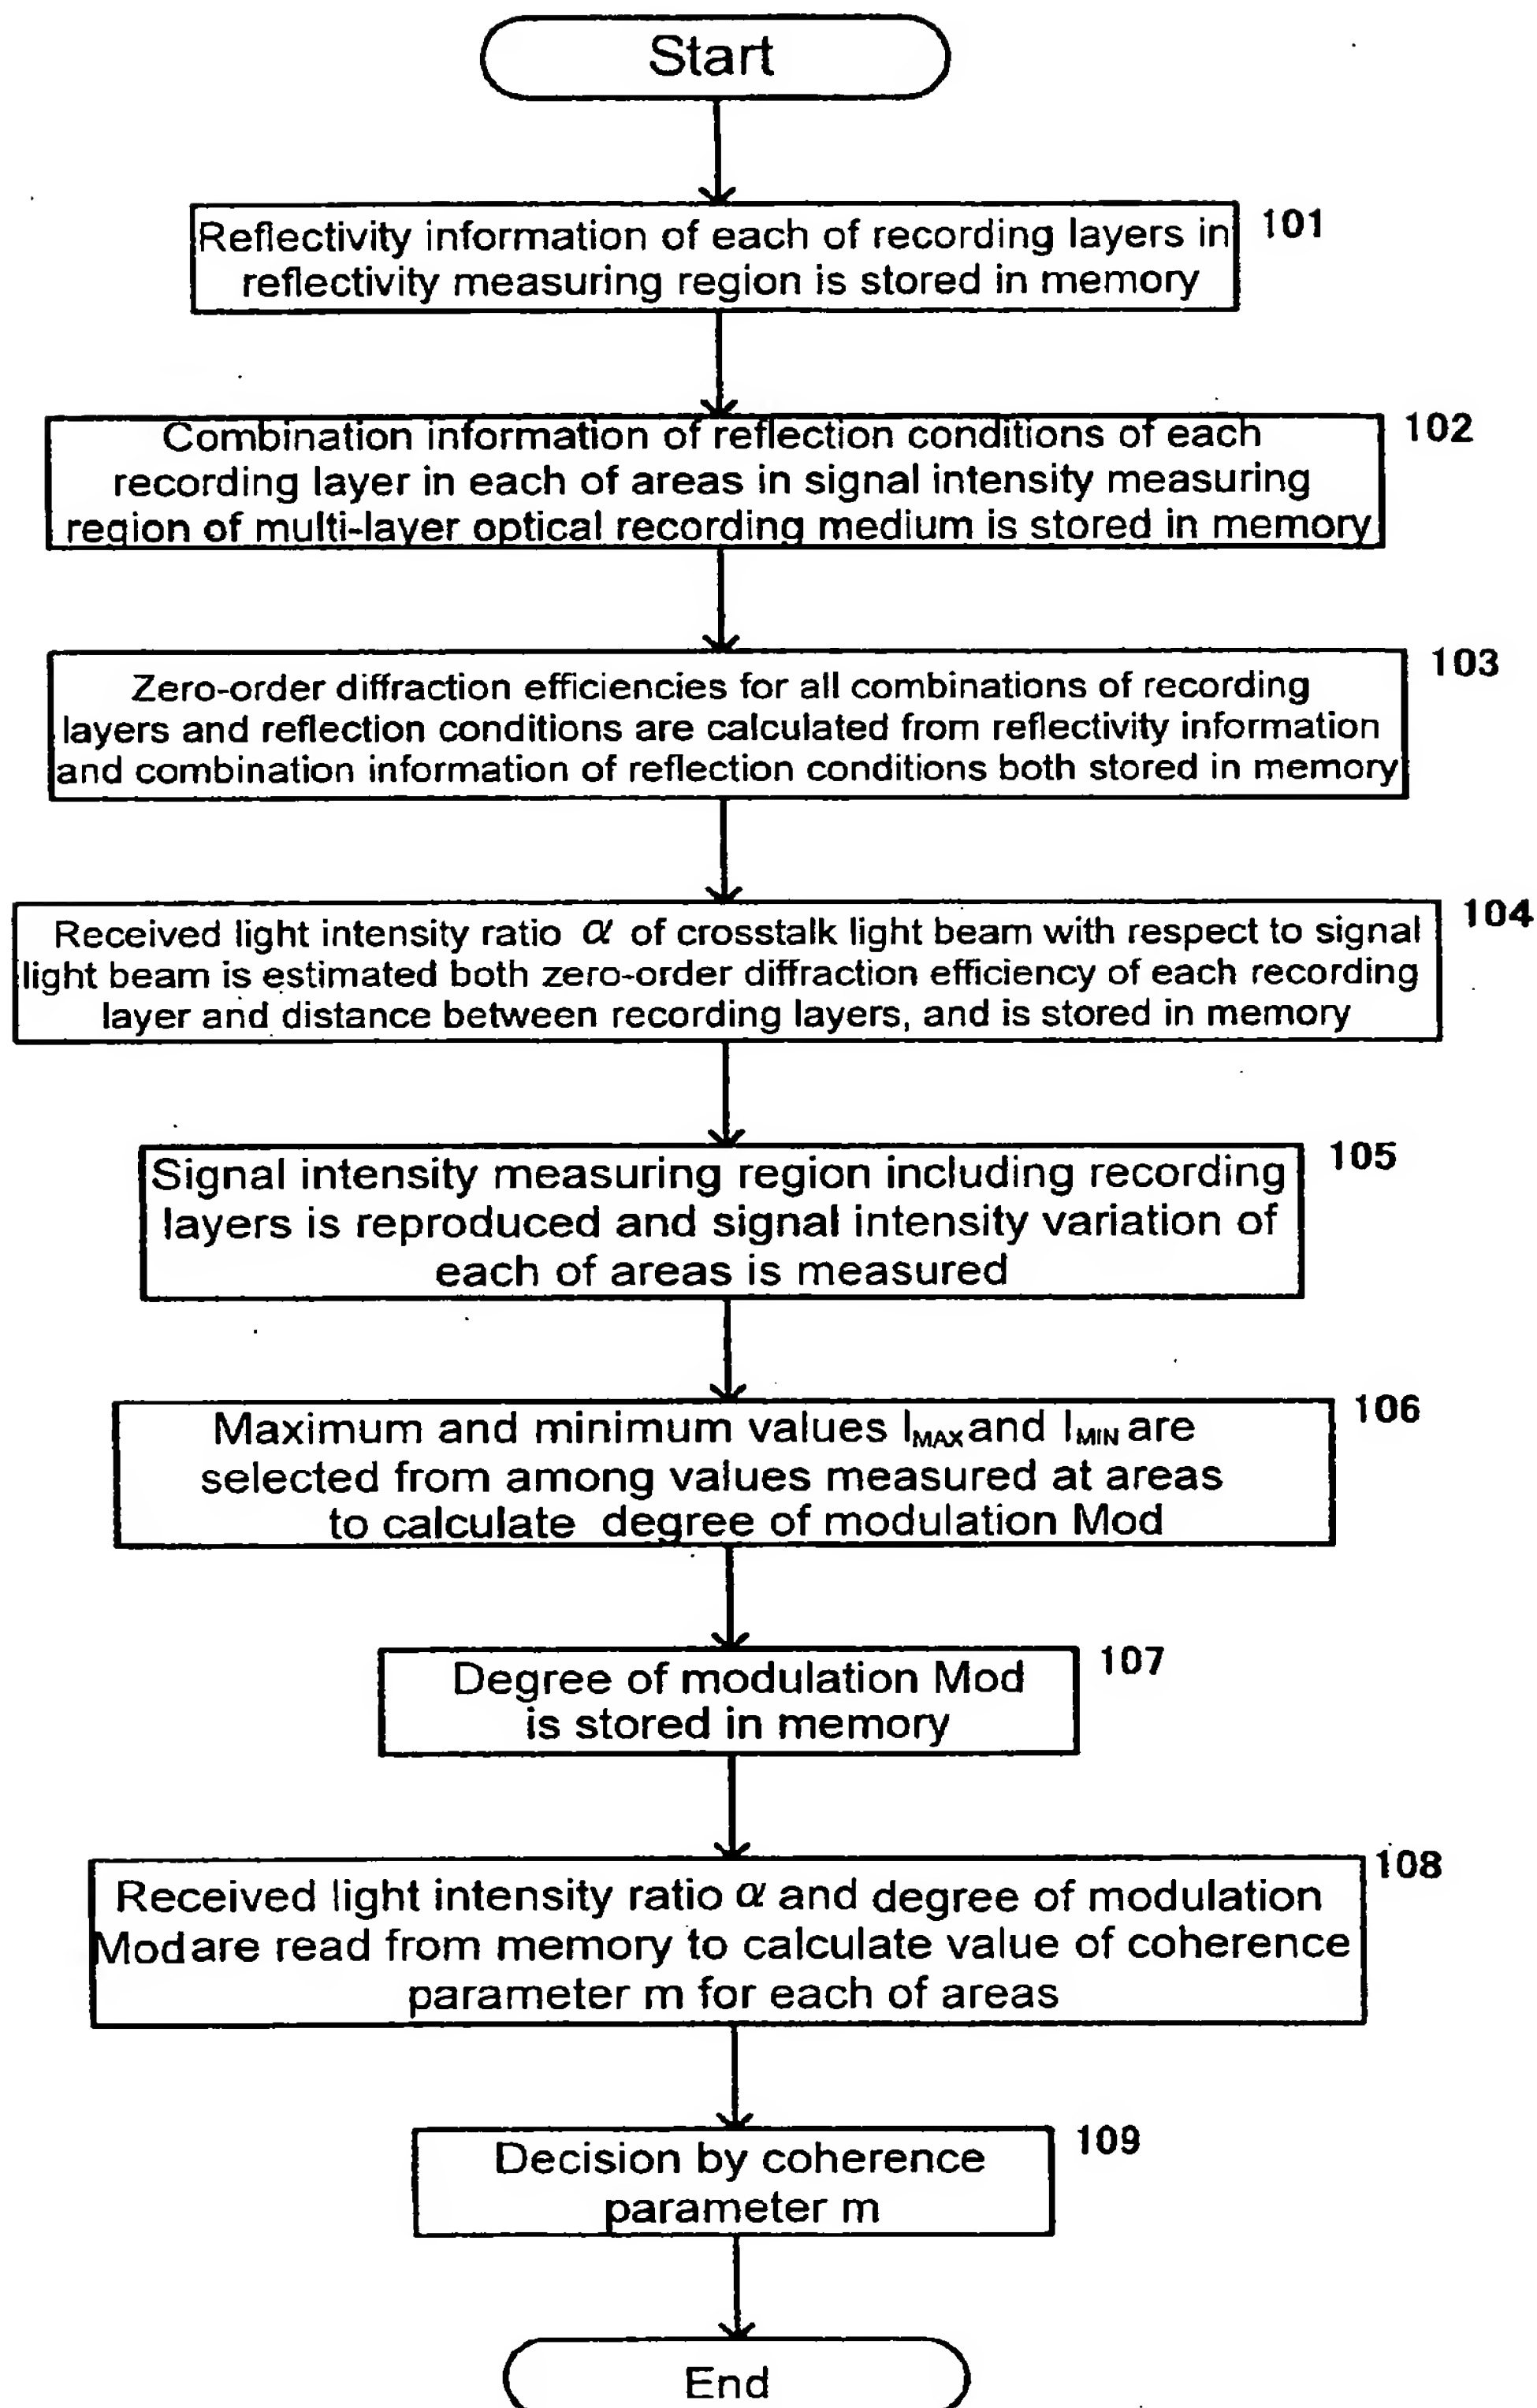 Start
Reflectivity information of each of recording layers in
reflectivity measuring region is stored in memory
101
Combination information of reflection conditions of each
recording layer in each of areas in signal intensity measuring
region of multi-layer optical recording medium is stored in memory
102
Zero-order diffraction efficiencies for all combinations of recording
layers and reflection conditions are calculated from reflectivity information
and combination information of reflection conditions both stored in memory
103
Received light intensity ratio α of crosstalk light beam with respect to signal
light beam is estimated both zero-order diffraction efficiency of each recording
layer and distance between recording layers, and is stored in memory
104
Signal intensity measuring region including recording
layers is reproduced and signal intensity variation of
each of areas is measured
105
Maximum and minimum values IMAX and IMIN are
selected from among values measured at areas
to calculate degree of modulation Mod
106
Degree of modulation Mod
is stored in memory
107
Received light intensity ratio α and degree of modulation
Mod are read from memory to calculate value of coherence
parameter m for each of areas
108
Decision by coherence
parameter m
109
End